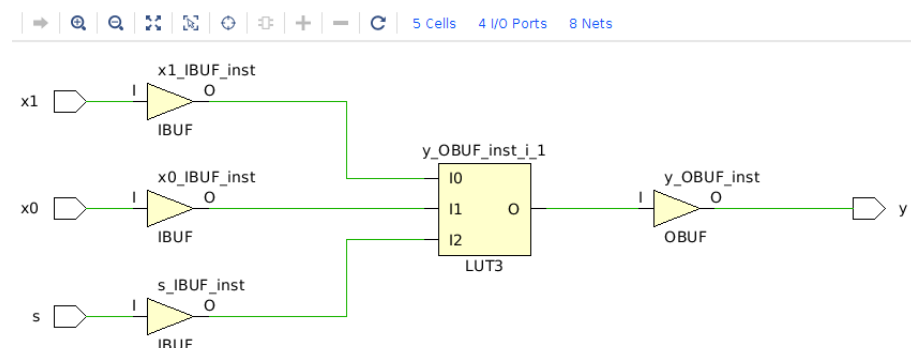 5 Cells 4 I/O Ports 8 Nets
x1_IBUF_inst
x1 I O
IBUF
y_OBUF_inst_i_1
x0_IBUF_inst I0 y_OBUF_inst
x0 I O I1 O I O y
IBUF I2 OBUF
LUT3
s_IBUF_inst
s I O
IBUF